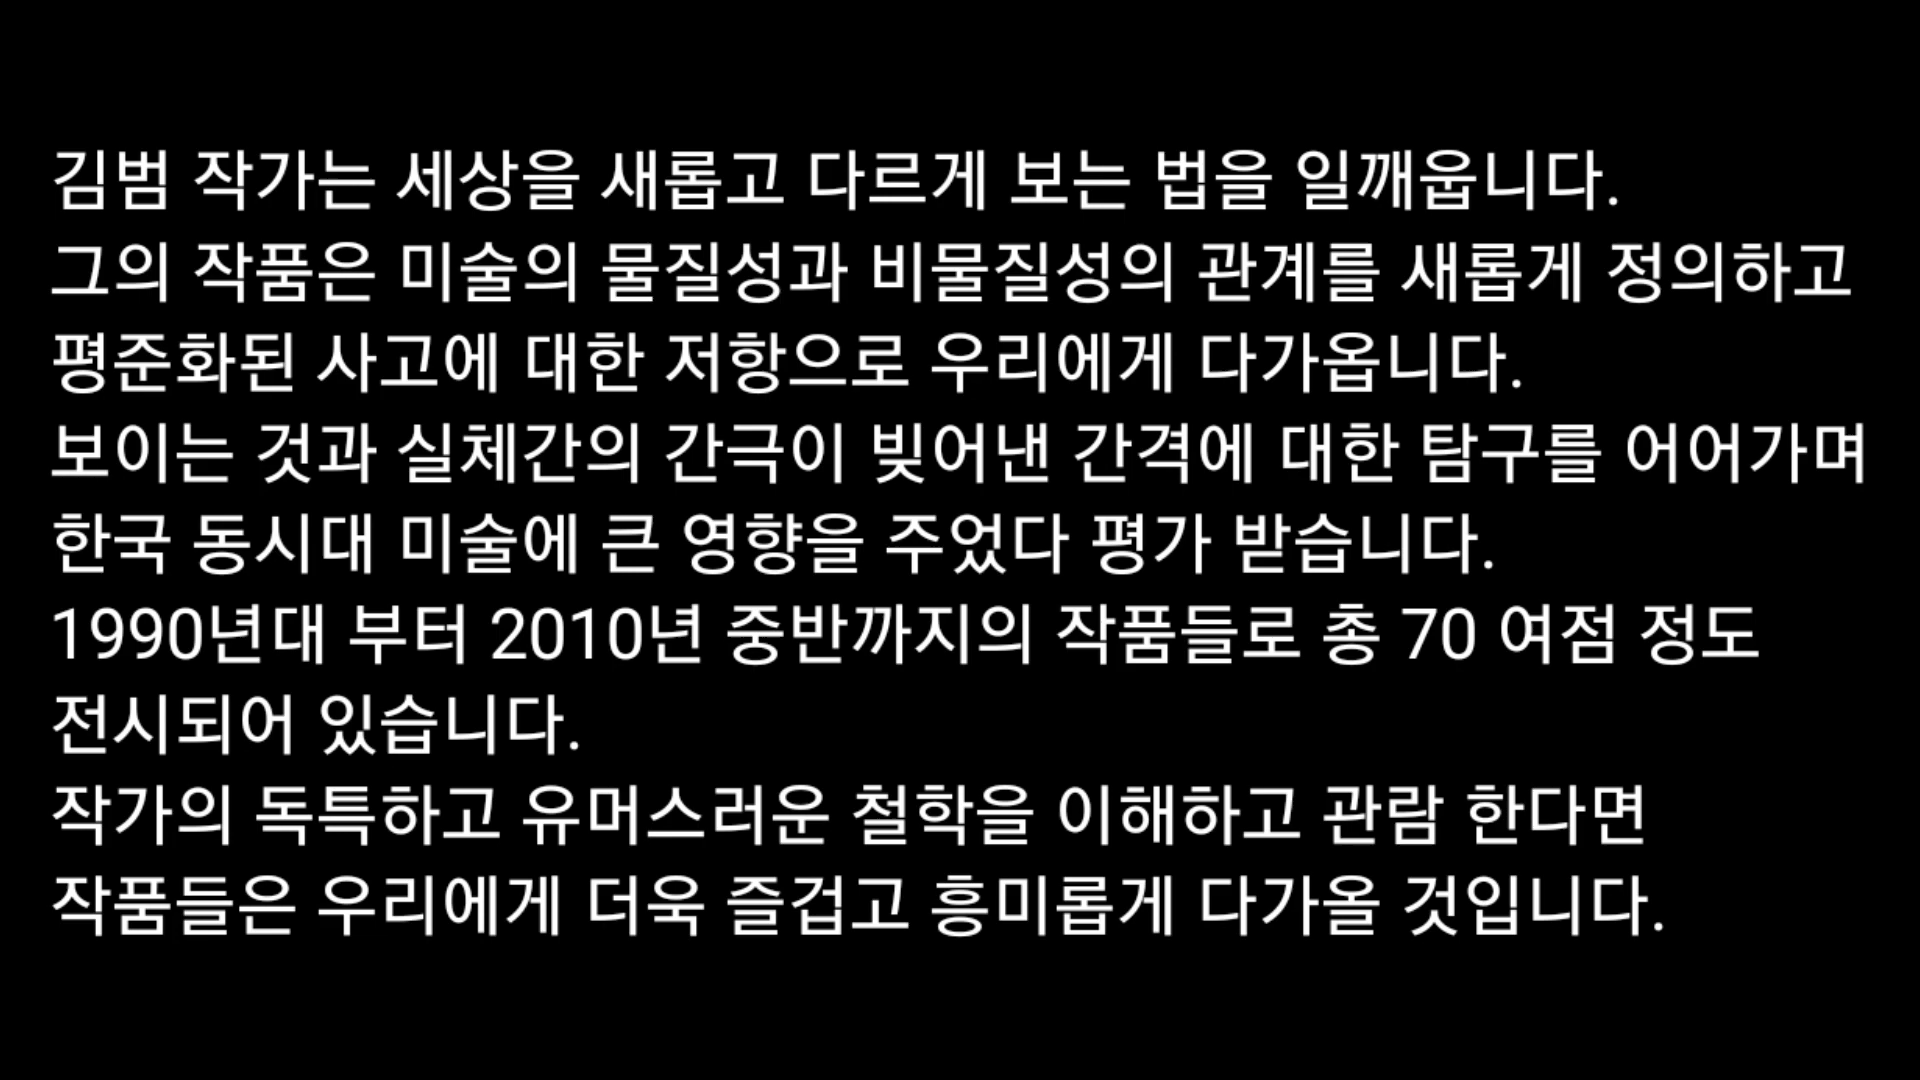 김범 작가는 세상을 새롭고 다르게 보는 법을 일깨웁니다.
그의 작품은 미술의 물질성과 비물질성의 관계를 새롭게 정의하고
평준화된 사고에 대한 저항으로 우리에게 다가옵니다.
보이는 것과 실체간의 간극이 빚어낸 간격에 대한 탐구를 어어가며
한국 동시대 미술에 큰 영향을 주었다 평가 받습니다.
1990년대 부터 2010년 중반까지의 작품들로 총 70 여점 정도
전시되어 있습니다.
작가의 독특하고 유머스러운 철학을 이해하고 관람 한다면
작품들은 우리에게 더욱 즐겁고 흥미롭게 다가올 것입니다.